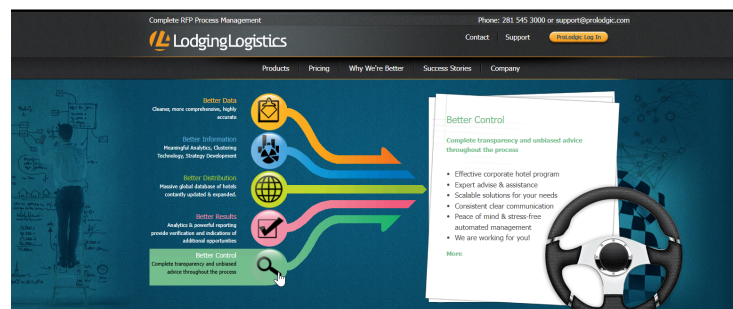 Complete RFP Process Management
Phone: 281 545 3000 or support@prolodgic.com
LodgingLogistics
Contact
Support
ProLodgic Log In
Products
Pricing
Why We're Better
Success Stories
Company
Better Data
Cleaner, more comprehensive, highly
accurate
Better Information
Meaningful Analytics, Clustering
Technology, Strategy Development
Better Distribution
Massive global database of hotels
contantly updated & expanded.
Better Results
Analytics & powerful reporting
provide verification and indications of
additional opportunities
Better Control
Complete transparency and unbiased
advice throughout the process
Better Control
Complete transparency and unbiased advice
throughout the process
• Effective corporate hotel program
• Expert advise & assistance
• Scalable solutions for your needs
• Consistent clear communication
• Peace of mind & stress-free
automated management
• We are working for you!
More